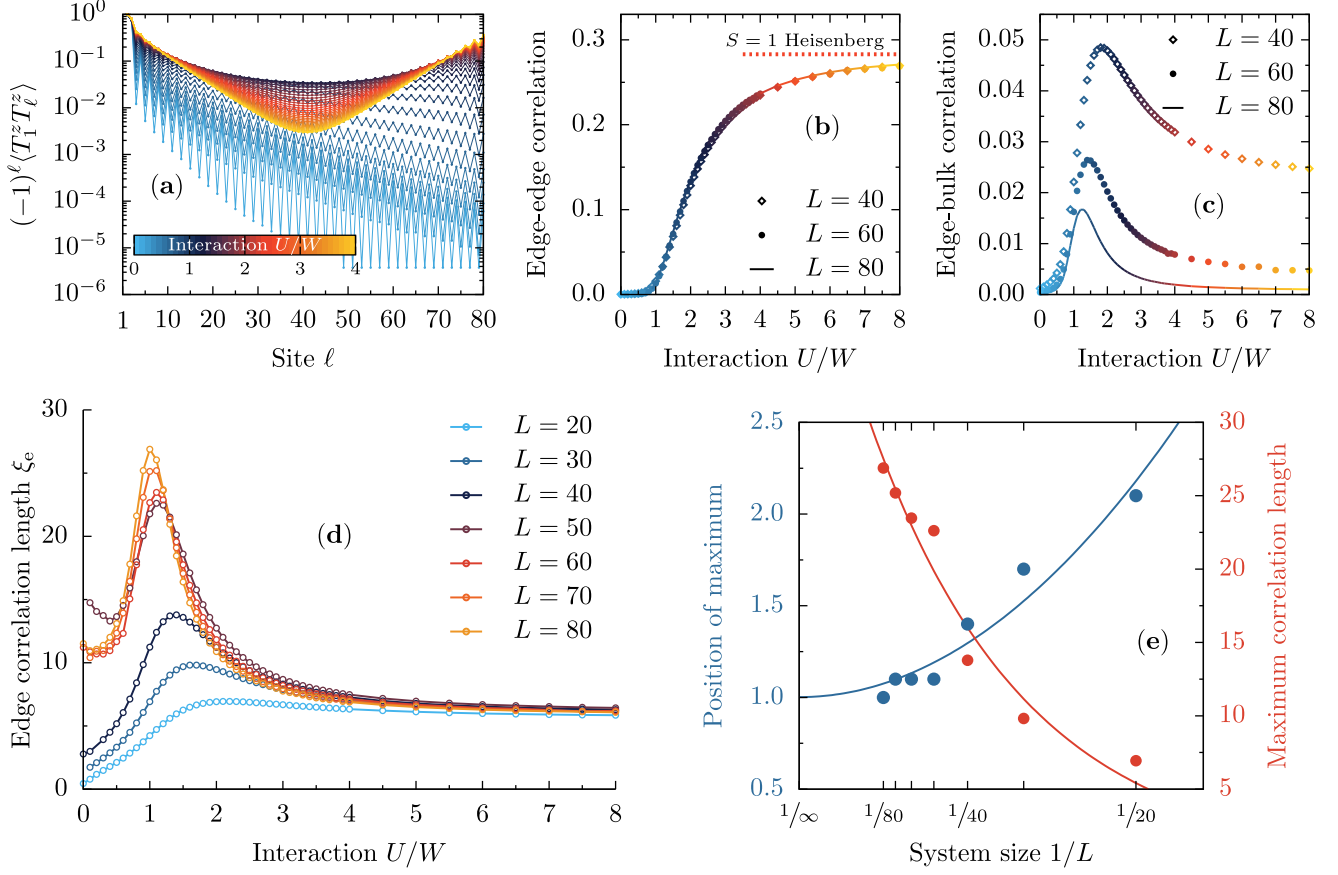 10⁰
10⁻¹
10⁻²
10⁻³
10⁻⁴
10⁻⁵
10⁻⁶
(−1)^ℓ⟨T₁ᶻT_ℓᶻ⟩
(a)
Interaction U/W
0 1 2 3 4
1 10 20 30 40 50 60 70 80
Site ℓ
0.3
0.2
0.1
0.0
Edge-edge correlation
S = 1 Heisenberg
(b)
L = 40
L = 60
L = 80
0 1 2 3 4 5 6 7 8
Interaction U/W
0.05
0.04
0.03
0.02
0.01
0.00
Edge-bulk correlation
L = 40
L = 60
L = 80
(c)
0 1 2 3 4 5 6 7 8
Interaction U/W
30
20
10
0
Edge correlation length ξₑ
(d)
L = 20
L = 30
L = 40
L = 50
L = 60
L = 70
L = 80
0 1 2 3 4 5 6 7 8
Interaction U/W
2.5
2.0
1.5
1.0
0.5
Position of maximum
(e)
30
25
20
15
10
5
Maximum correlation length
1/∞ 1/80 1/40 1/20
System size 1/L